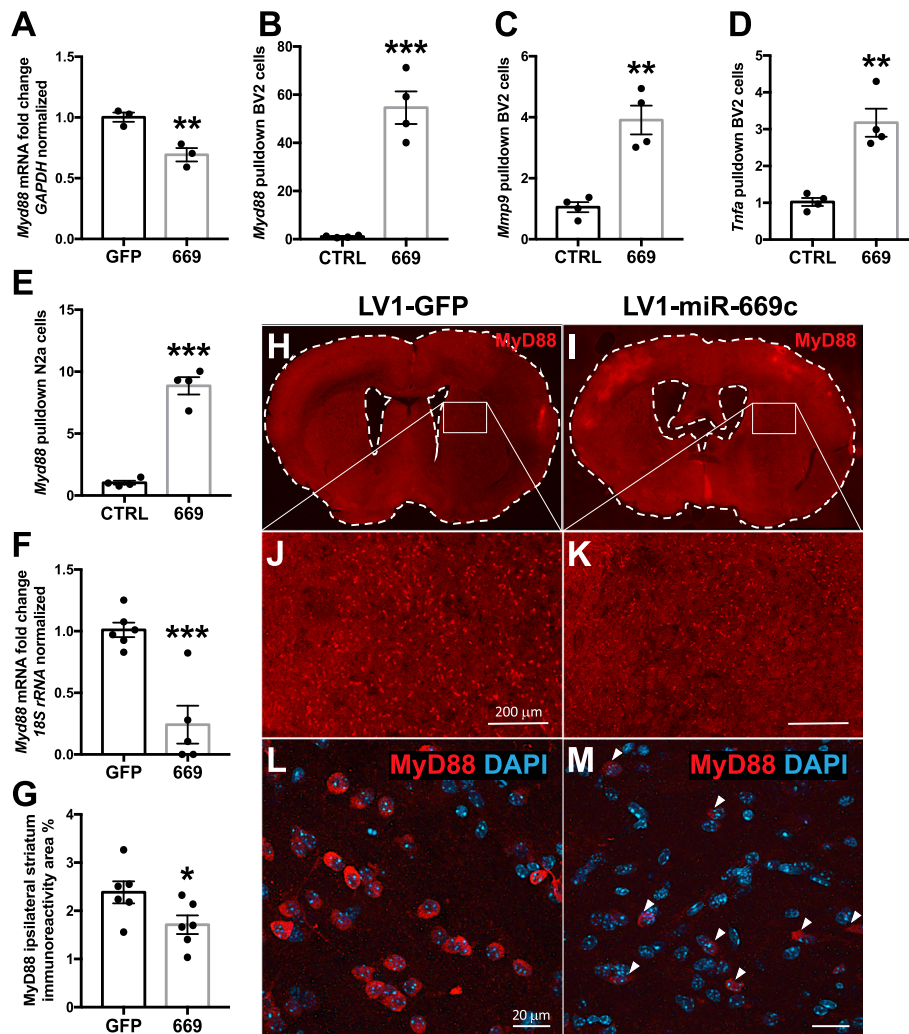 A
Myd88 mRNA fold change
GAPDH normalized
1.5
1.0
0.5
0.0
**
GFP
669
B
Myd88 pulldown BV2 cells
80
60
40
20
0
***
CTRL
669
C
Mmp9 pulldown BV2 cells
6
4
2
0
**
CTRL
669
D
Tnfa pulldown BV2 cells
5
4
3
2
1
0
**
CTRL
669
E
Myd88 pulldown N2a cells
15
10
5
0
***
CTRL
669
F
Myd88 mRNA fold change
18S rRNA normalized
1.5
1.0
0.5
0.0
***
GFP
669
G
MyD88 ipsilateral striatum
immunoreactivity area %
4
3
2
1
0
*
GFP
669
LV1-GFP
LV1-miR-669c
H
MyD88
I
MyD88
J
200 μm
K
L
MyD88 DAPI
20 μm
M
MyD88 DAPI